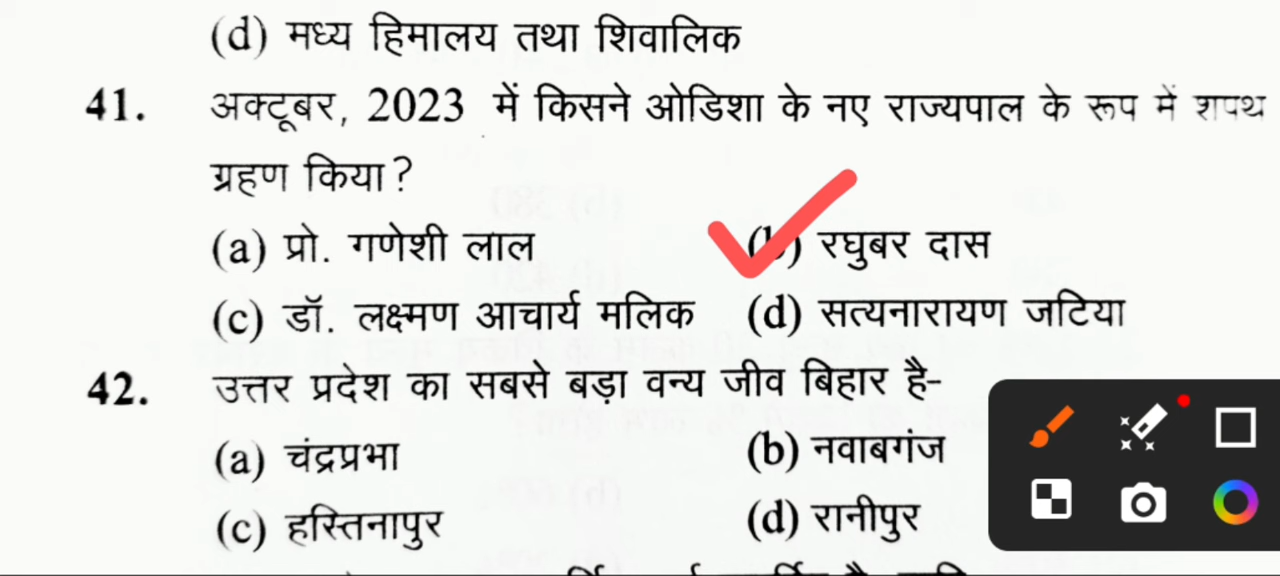 (d) मध्य हिमालय तथा शिवालिक
41. अक्टूबर, 2023 में किसने ओडिशा के नए राज्यपाल के रूप में शपथ
ग्रहण किया?
(a) प्रो. गणेशी लाल (b) रघुबर दास
(c) डॉ. लक्ष्मण आचार्य मलिक (d) सत्यनारायण जटिया
42. उत्तर प्रदेश का सबसे बड़ा वन्य जीव बिहार है-
(a) चंद्रप्रभा (b) नवाबगंज
(c) हस्तिनापुर (d) रानीपुर